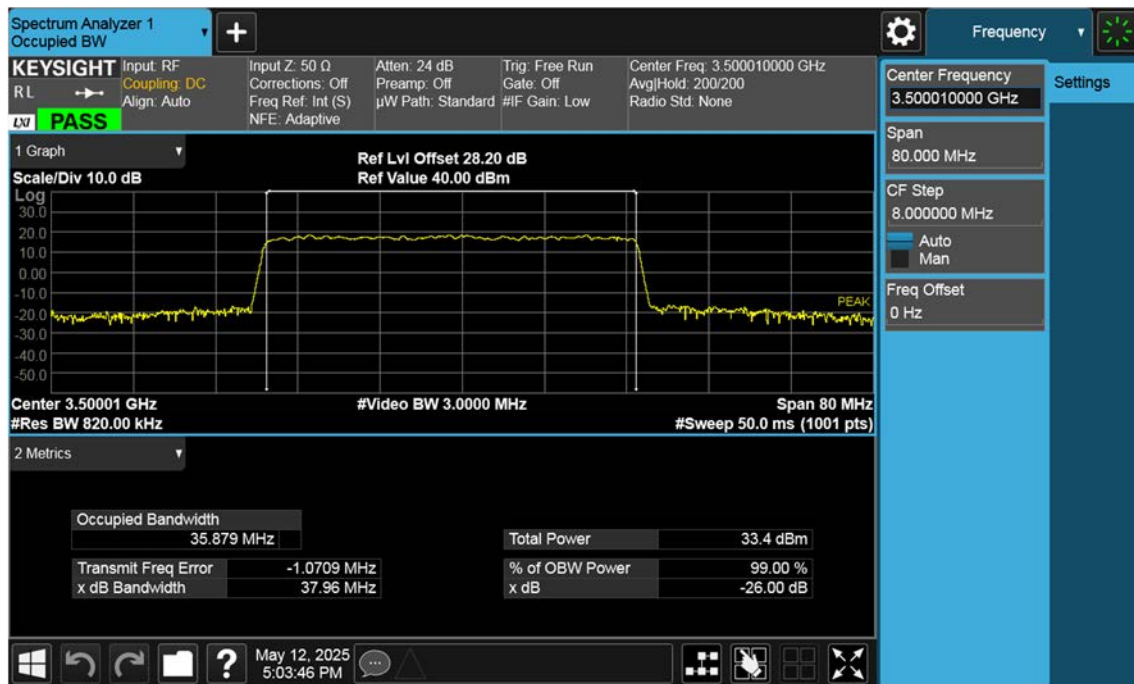 Spectrum Analyzer 1
Occupied BW
+
Frequency
KEYSIGHT
RL
LXI PASS
Input: RF
Coupling: DC
Align: Auto
Input Z: 50 Ω
Corrections: Off
Freq Ref: Int (S)
NFE: Adaptive
Atten: 24 dB
Preamp: Off
µW Path: Standard
Trig: Free Run
Gate: Off
#IF Gain: Low
Center Freq: 3.500010000 GHz
Avg|Hold: 200/200
Radio Std: None
1 Graph
Scale/Div 10.0 dB
Ref Lvl Offset 28.20 dB
Ref Value 40.00 dBm
Log
30.0
20.0
10.0
0.00
-10.0
-20.0
-30.0
-40.0
-50.0
PEAK
Center 3.50001 GHz
#Video BW 3.0000 MHz
Span 80 MHz
#Res BW 820.00 kHz
#Sweep 50.0 ms (1001 pts)
2 Metrics
Occupied Bandwidth
35.879 MHz
Total Power 33.4 dBm
Transmit Freq Error -1.0709 MHz
% of OBW Power 99.00 %
x dB Bandwidth 37.96 MHz
x dB -26.00 dB
Center Frequency
3.500010000 GHz
Span
80.000 MHz
CF Step
8.000000 MHz
Auto
Man
Freq Offset
0 Hz
Settings
?
May 12, 2025
5:03:46 PM